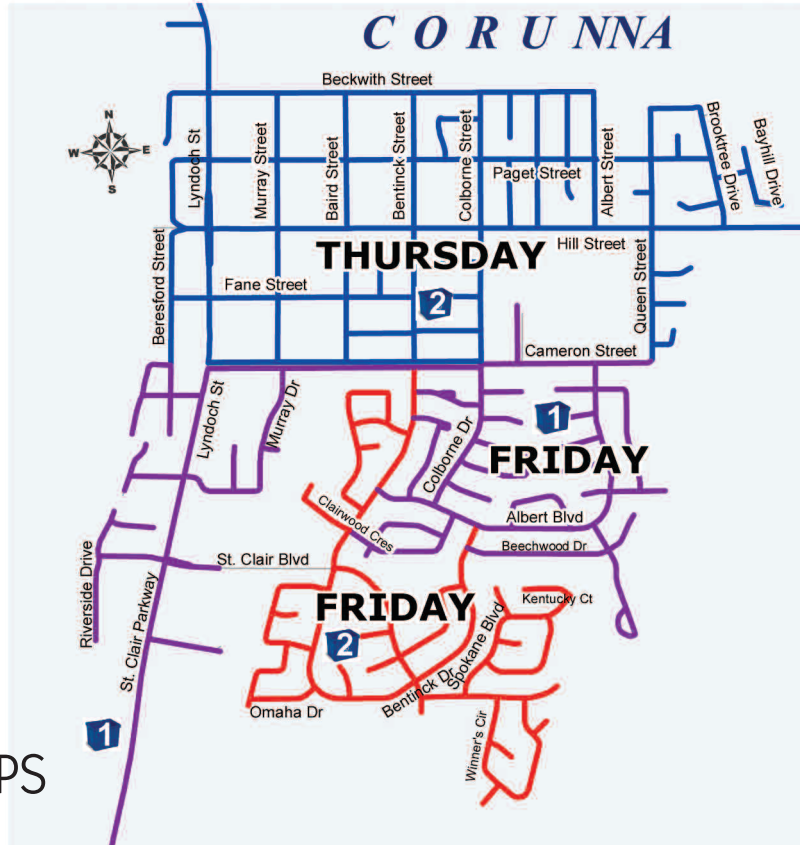 CORUNNA
Beckwith Street
N
W E
S
Lyndoch St
Murray Street
Baird Street
Bentinck Street
Colborne Street
Paget Street
Albert Street
Brooktree Drive
Bayhill Drive
Hill Street
THURSDAY
2
Beresford Street
Fane Street
Queen Street
Cameron Street
Lyndoch St
Murray Dr
Colborne Dr
1
FRIDAY
Clairwood Cres
Albert Blvd
Beechwood Dr
St. Clair Blvd
Riverside Drive
St. Clair Parkway
FRIDAY
2
Kentucky Ct
Spokane Blvd
Bentinck Dr
Omaha Dr
1
Winner's Cir
PS